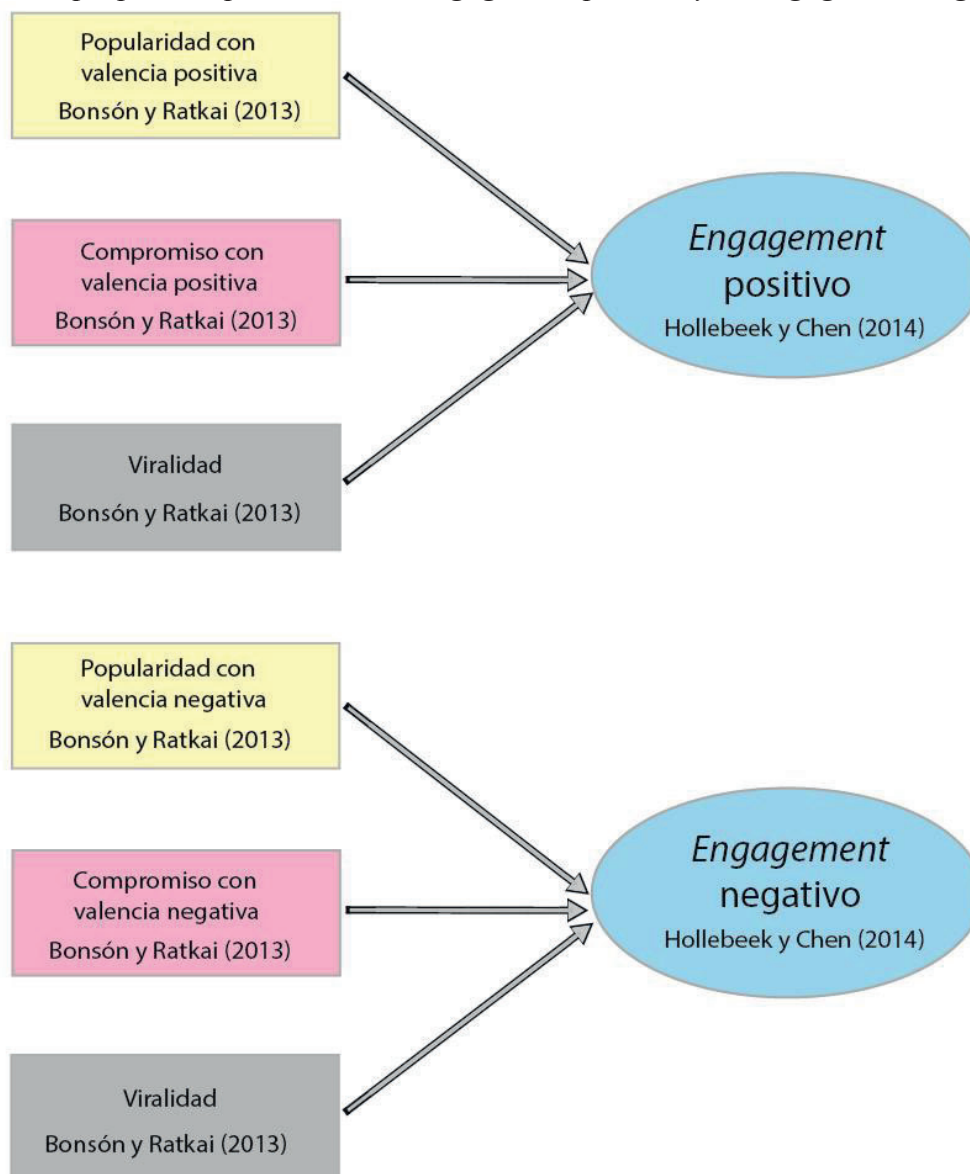 Popularidad con
valencia positiva
Bonsón y Ratkai (2013)
Compromiso con
valencia positiva
Bonsón y Ratkai (2013)
Viralidad
Bonsón y Ratkai (2013)
Engagement
positivo
Hollebeek y Chen (2014)
Popularidad con
valencia negativa
Bonsón y Ratkai (2013)
Compromiso con
valencia negativa
Bonsón y Ratkai (2013)
Viralidad
Bonsón y Ratkai (2013)
Engagement
negativo
Hollebeek y Chen (2014)